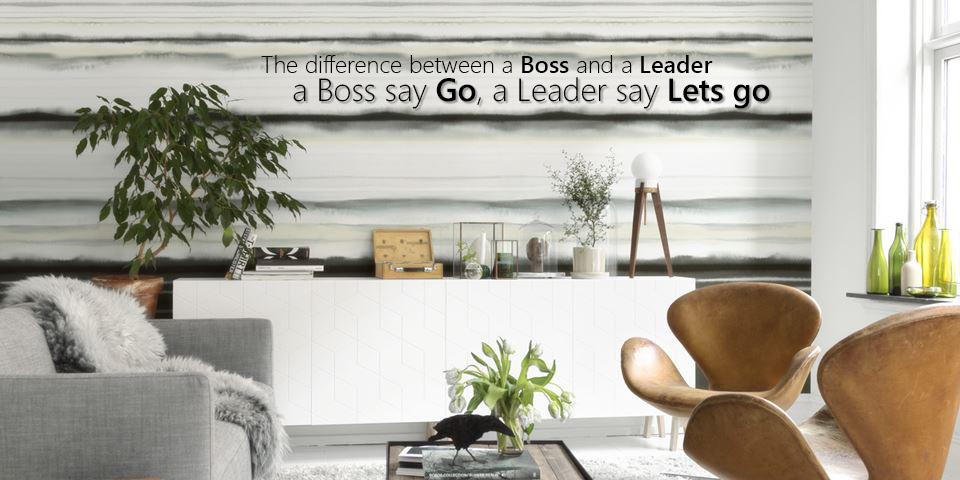 The difference between a Boss and a Leader
a Boss say Go, a Leader say Lets go